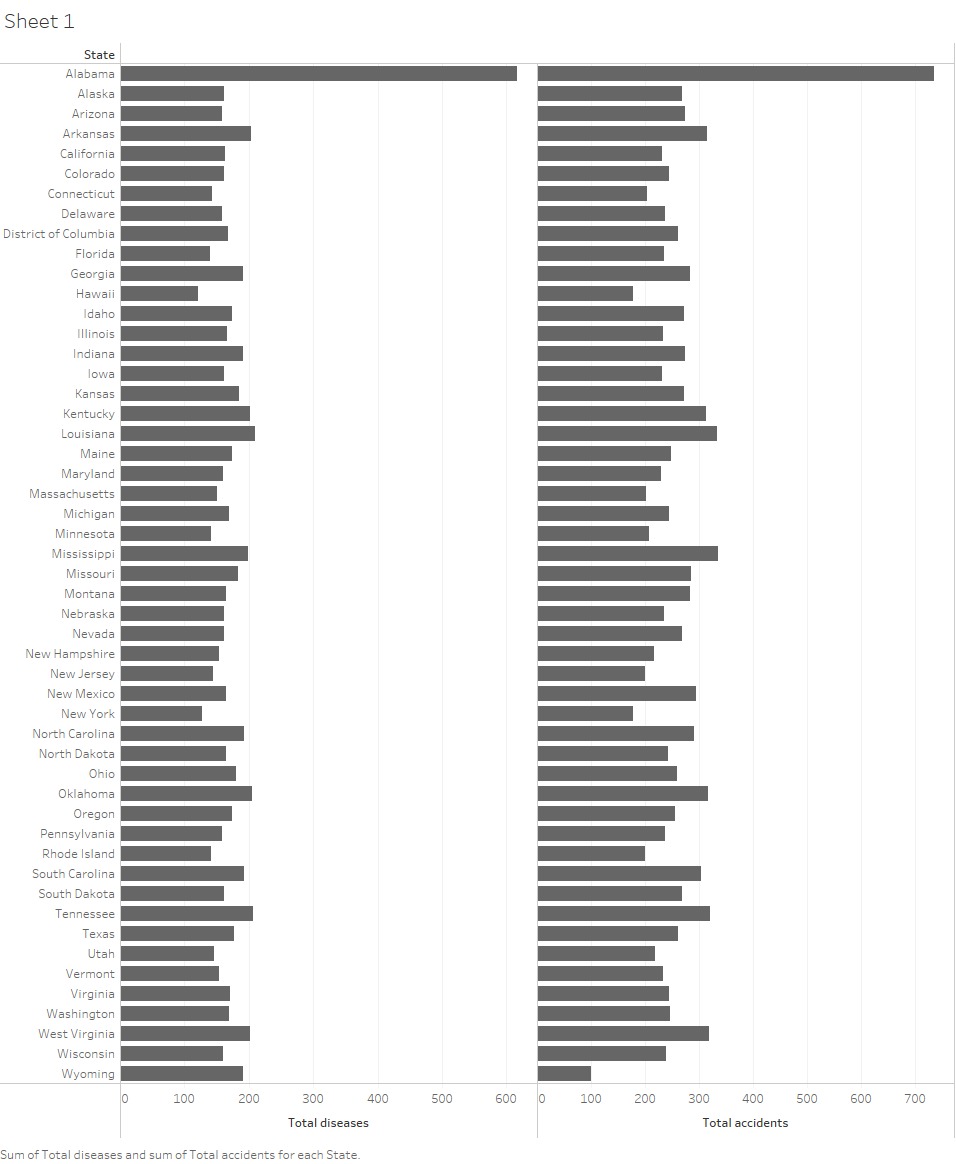 Sheet 1
State
Alabama
Alaska
Arizona
Arkansas
California
Colorado
Connecticut
Delaware
District of Columbia
Florida
Georgia
Hawaii
Idaho
Illinois
Indiana
Iowa
Kansas
Kentucky
Louisiana
Maine
Maryland
Massachusetts
Michigan
Minnesota
Mississippi
Missouri
Montana
Nebraska
Nevada
New Hampshire
New Jersey
New Mexico
New York
North Carolina
North Dakota
Ohio
Oklahoma
Oregon
Pennsylvania
Rhode Island
South Carolina
South Dakota
Tennessee
Texas
Utah
Vermont
Virginia
Washington
West Virginia
Wisconsin
Wyoming
0 100 200 300 400 500 600 0 100 200 300 400 500 600 700
Total diseases Total accidents
Sum of Total diseases and sum of Total accidents for each State.